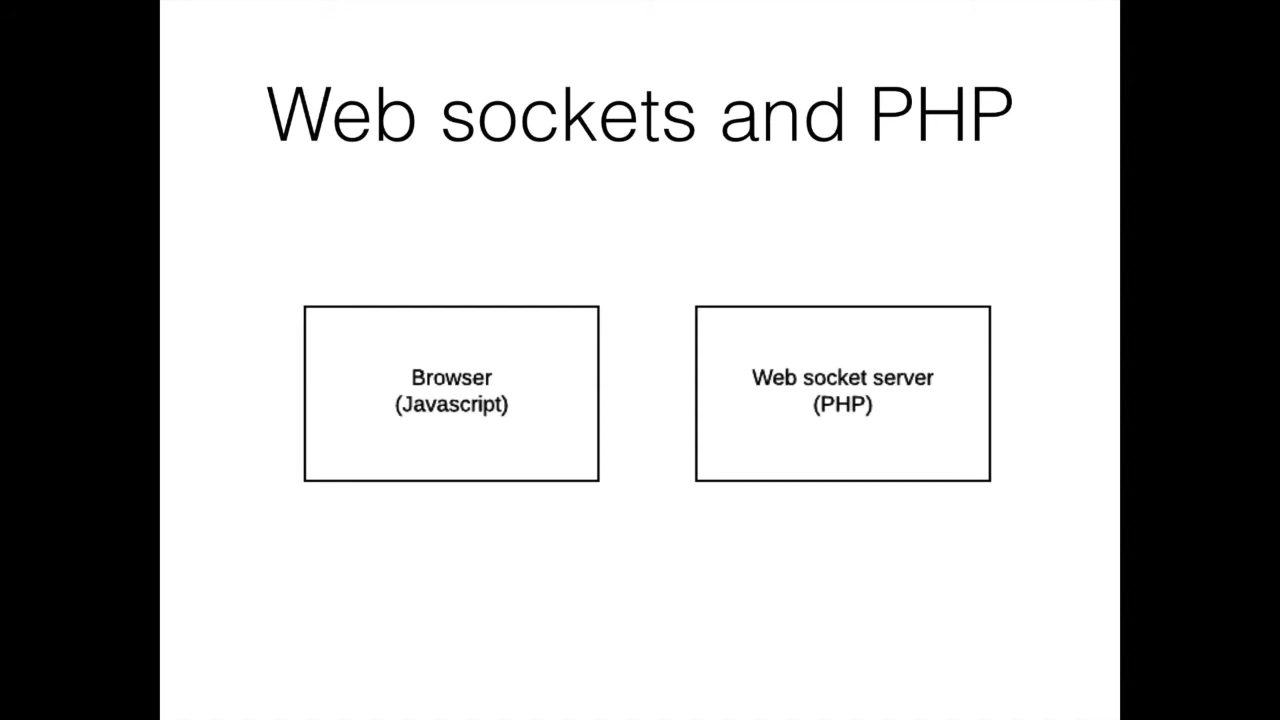 Web sockets and PHP
Browser
(Javascript)
Web socket server
(PHP)